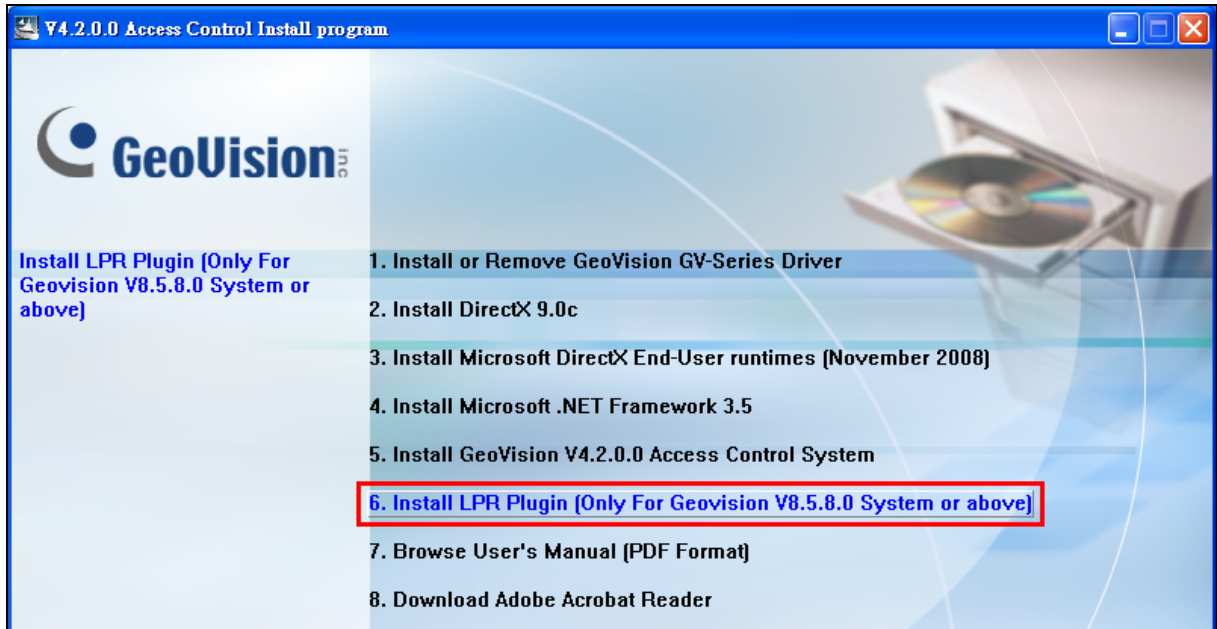 V4.2.0.0 Access Control Install program
GeoVision inc
Install LPR Plugin (Only For
Geovision V8.5.8.0 System or
above)
1. Install or Remove GeoVision GV-Series Driver
2. Install DirectX 9.0c
3. Install Microsoft DirectX End-User runtimes (November 2008)
4. Install Microsoft .NET Framework 3.5
5. Install GeoVision V4.2.0.0 Access Control System
6. Install LPR Plugin (Only For Geovision V8.5.8.0 System or above)
7. Browse User's Manual (PDF Format)
8. Download Adobe Acrobat Reader